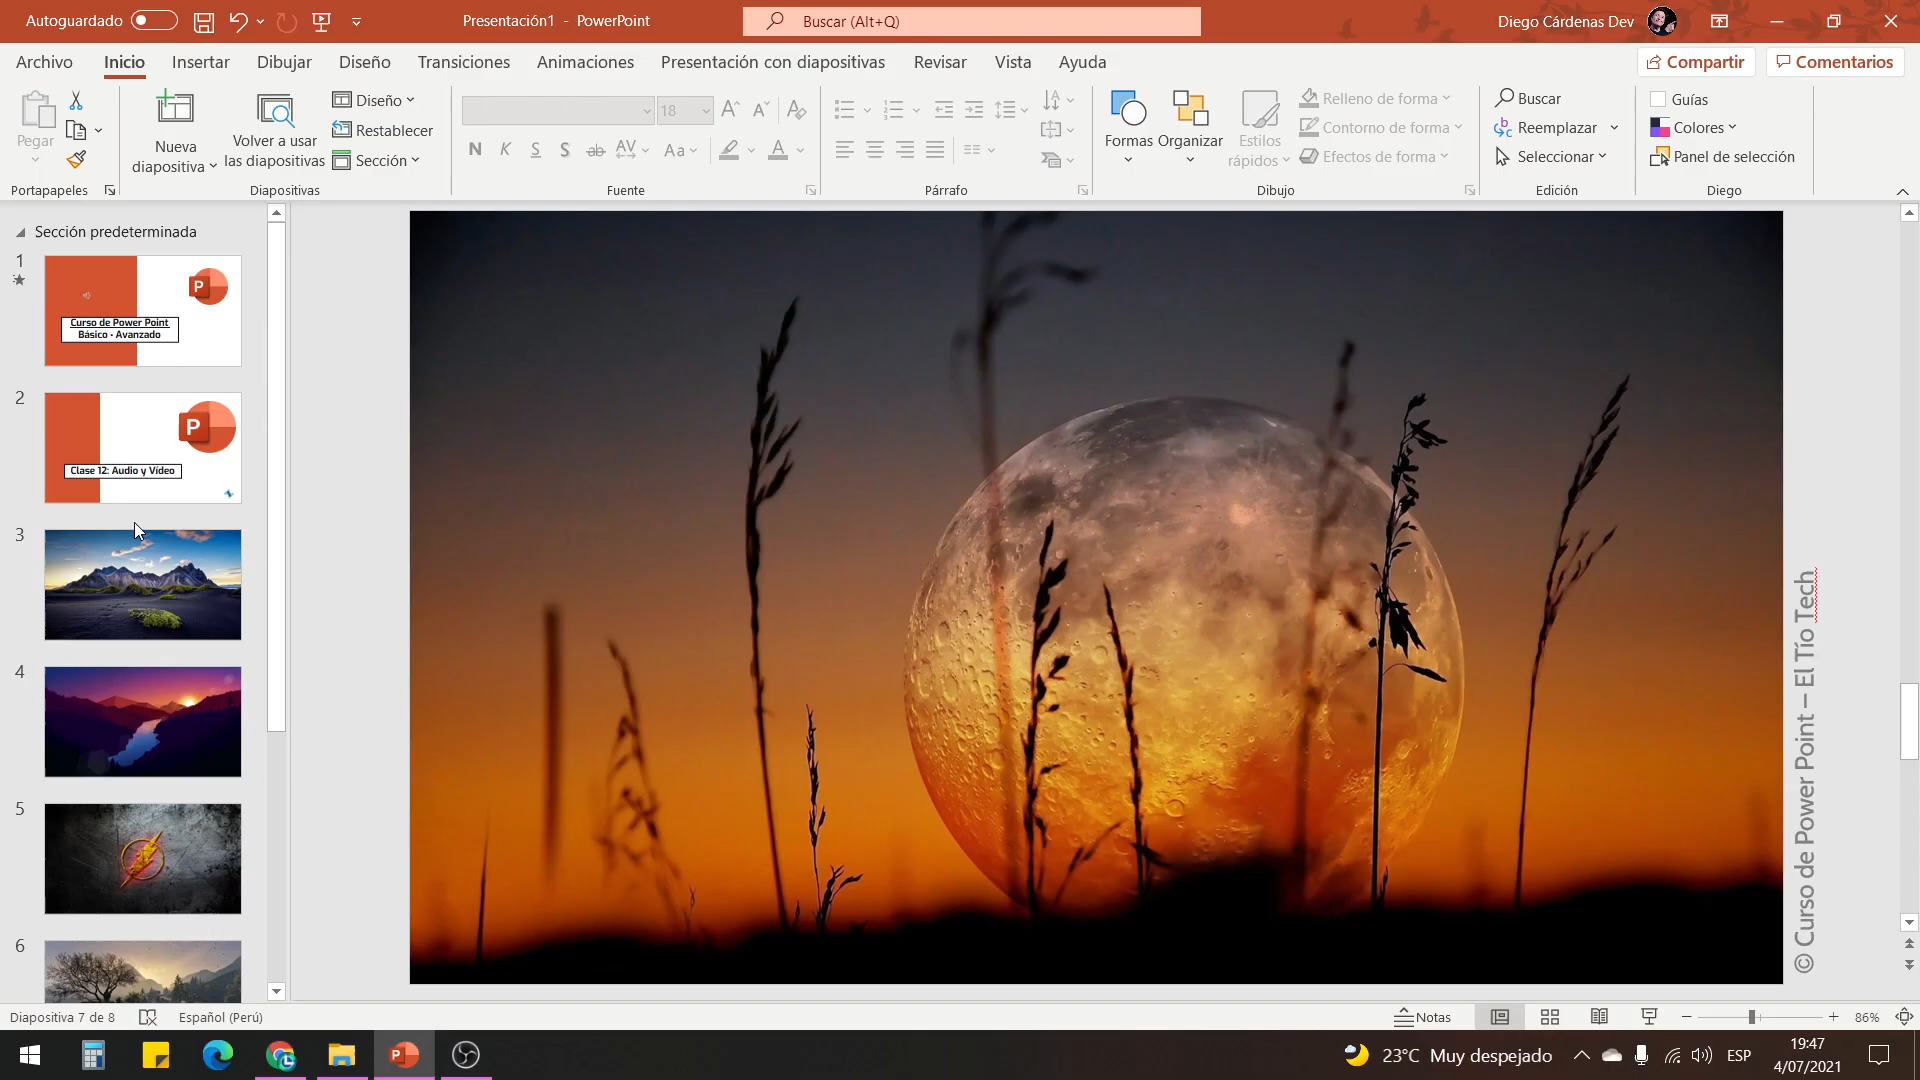 Autoguardado
Presentación1 - PowerPoint
Buscar (Alt+Q)
Diego Cárdenas Dev
Archivo Inicio Insertar Dibujar Diseño Transiciones Animaciones Presentación con diapositivas Revisar Vista Ayuda
Compartir
Comentarios
Pegar
Portapapeles
Nueva
diapositiva
Volver a usar
las diapositivas
Diseño
Restablecer
Sección
Diapositivas
18
N K S S ab AV Aa A
Fuente
Párrafo
Formas
Organizar
Estilos
rápidos
Relleno de forma
Contorno de forma
Efectos de forma
Dibujo
Buscar
Reemplazar
Seleccionar
Edición
Guías
Colores
Panel de selección
Diego
Sección predeterminada
1
P
Curso de Power Point
Básico - Avanzado
2
P
Clase 12: Audio y Vídeo
3
4
5
6
© Curso de Power Point – El Tío Tech
Diapositiva 7 de 8
Español (Perú)
Notas
86%
23°C Muy despejado
ESP
19:47
4/07/2021